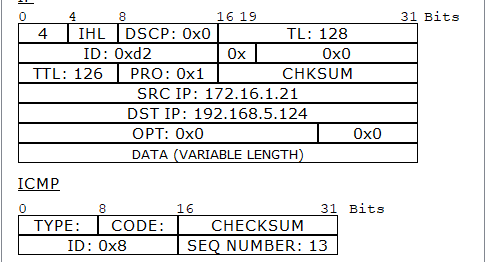 0 4 8 16 19 31 Bits
4 IHL DSCP: 0x0 TL: 128
ID: 0xd2 0x 0x0
TTL: 126 PRO: 0x1 CHKSUM
SRC IP: 172.16.1.21
DST IP: 192.168.5.124
OPT: 0x0 0x0
DATA (VARIABLE LENGTH)
ICMP
0 8 16 31 Bits
TYPE: CODE: CHECKSUM
ID: 0x8 SEQ NUMBER: 13